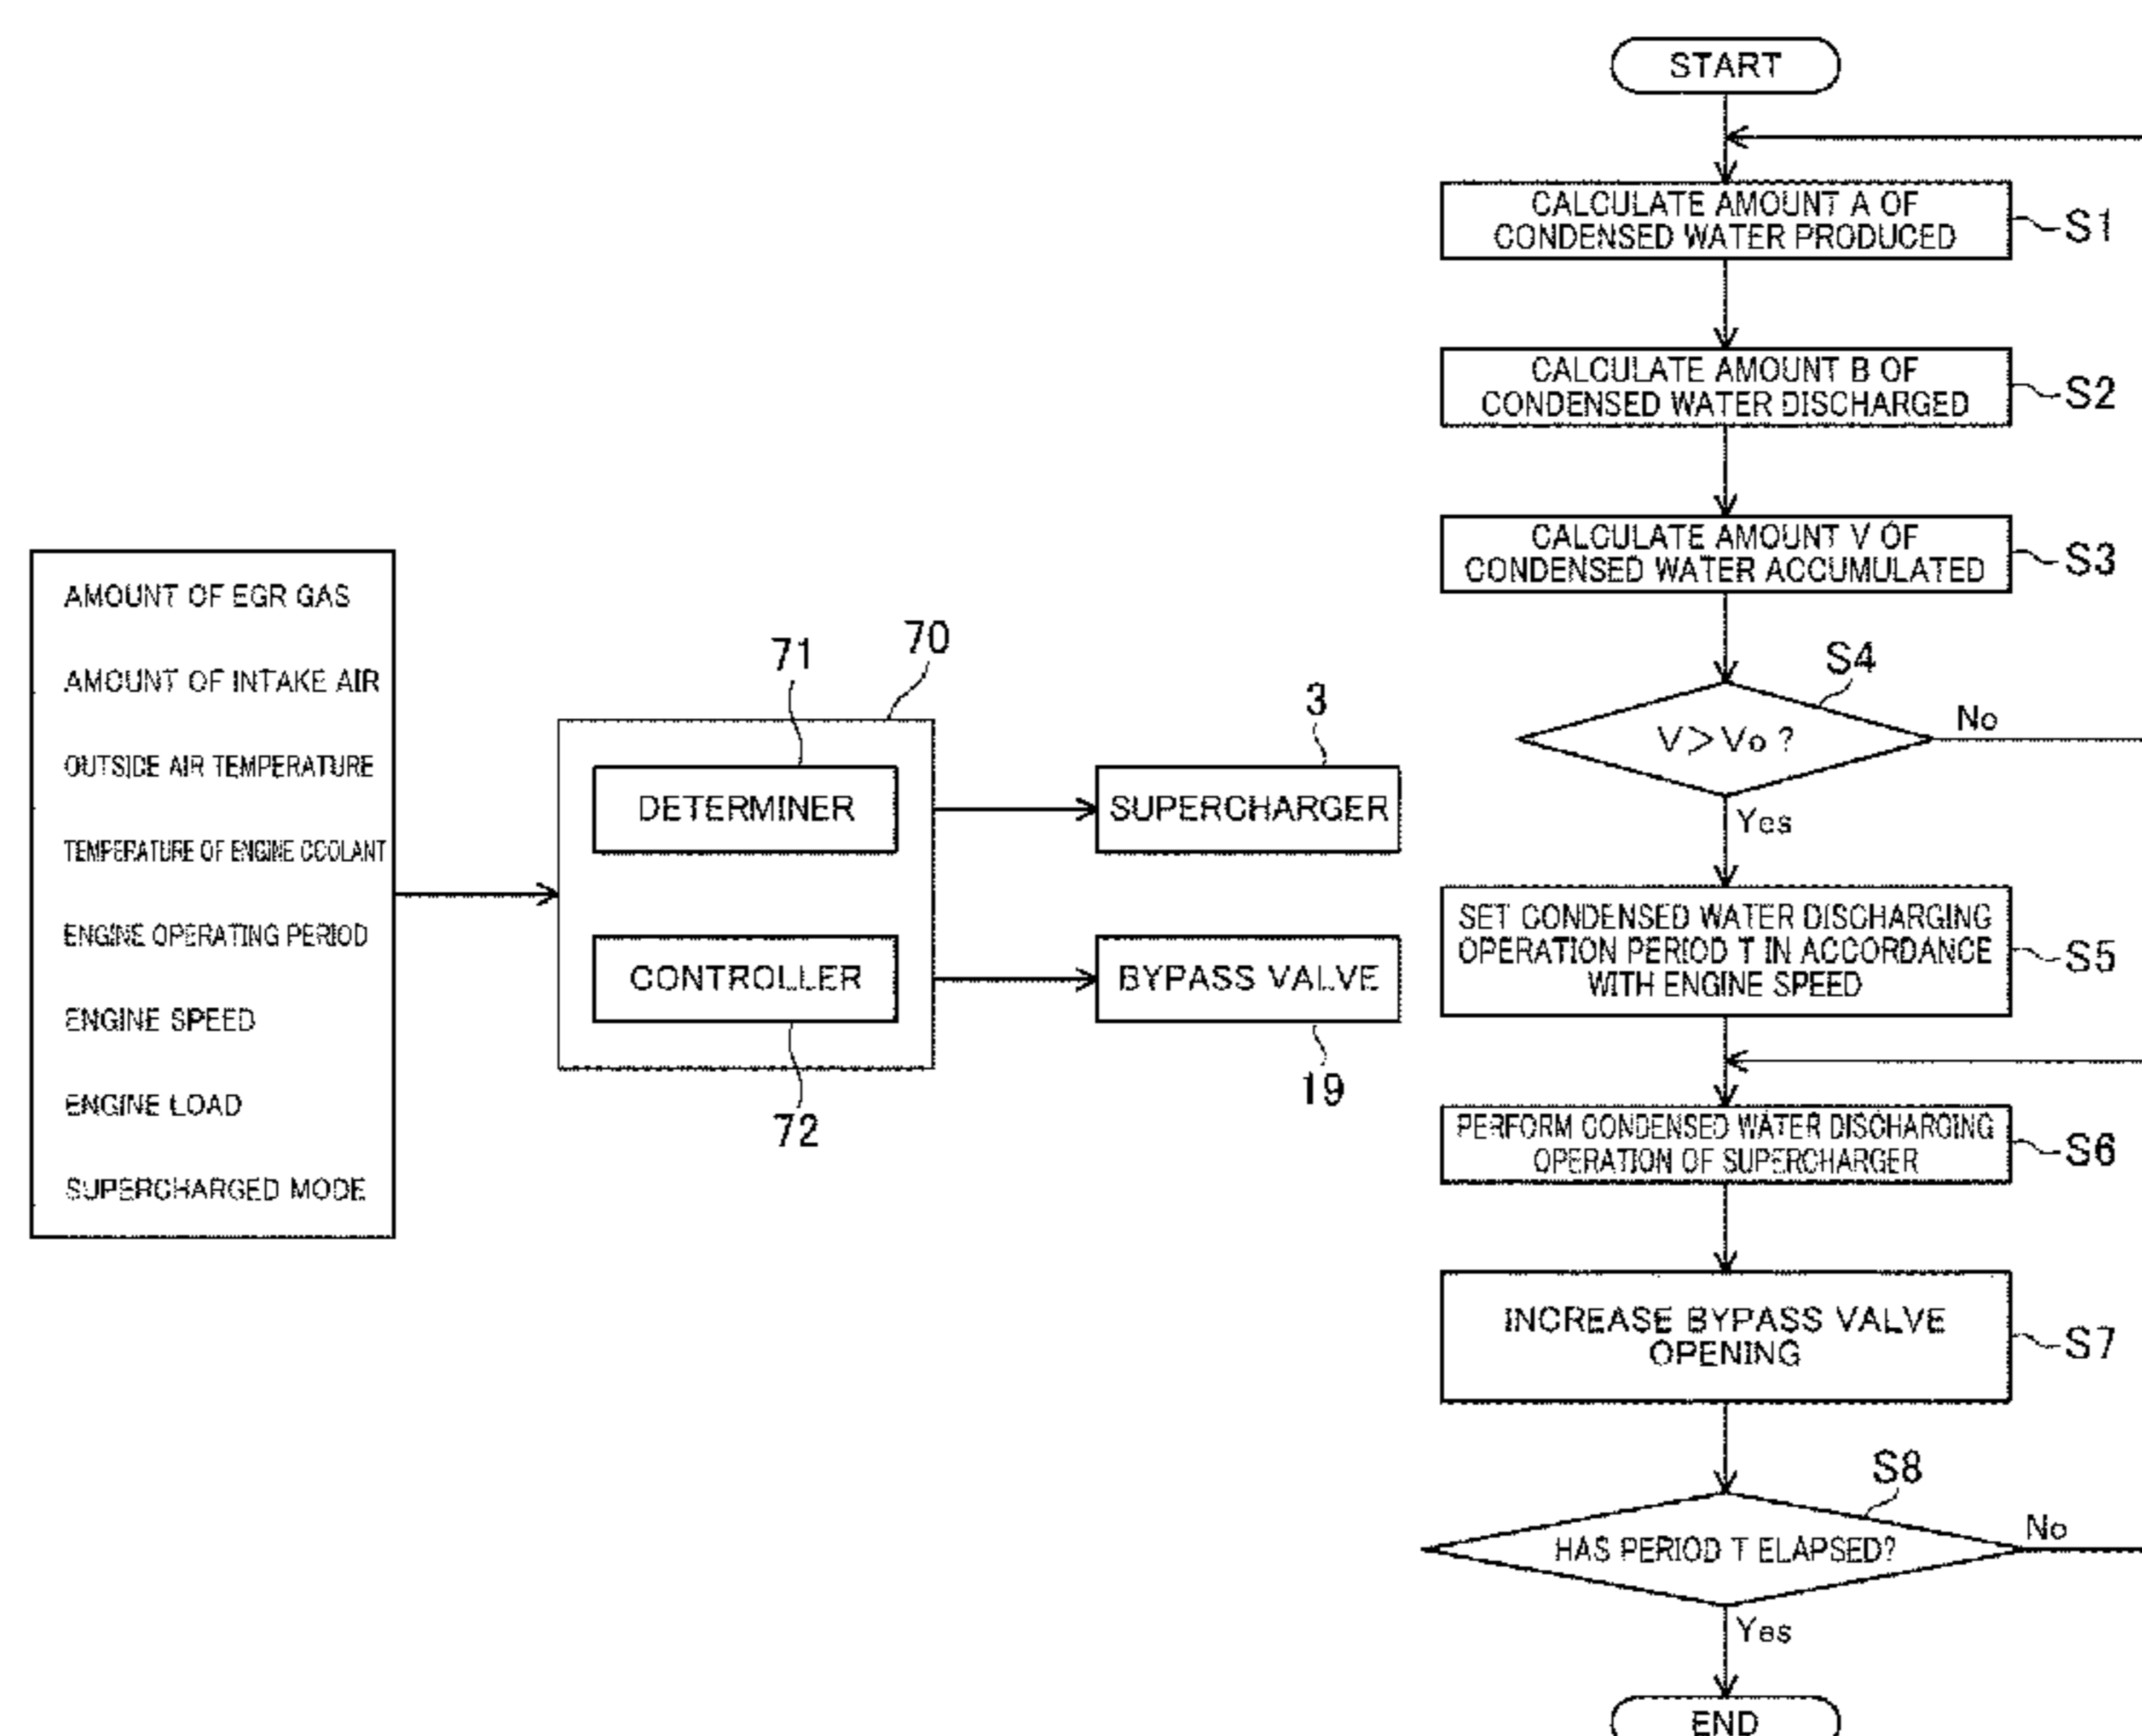 AMOUNT OF EGR GAS
AMOUNT OF INTAKE AIR
OUTSIDE AIR TEMPERATURE
TEMPERATURE OF ENGINE COOLANT
ENGINE OPERATING PERIOD
ENGINE SPEED
ENGINE LOAD
SUPERCHARGED MODE
70
71
DETERMINER
CONTROLLER
72
3
SUPERCHARGER
BYPASS VALVE
19
START
CALCULATE AMOUNT A OF
CONDENSED WATER PRODUCED
S1
CALCULATE AMOUNT B OF
CONDENSED WATER DISCHARGED
S2
CALCULATE AMOUNT V OF
CONDENSED WATER ACCUMULATED
S3
S4
V>Vo?
No
Yes
SET CONDENSED WATER DISCHARGING
OPERATION PERIOD T IN ACCORDANCE
WITH ENGINE SPEED
S5
PERFORM CONDENSED WATER DISCHARGING
OPERATION OF SUPERCHARGER
S6
INCREASE BYPASS VALVE
OPENING
S7
S8
HAS PERIOD T ELAPSED?
No
Yes
END